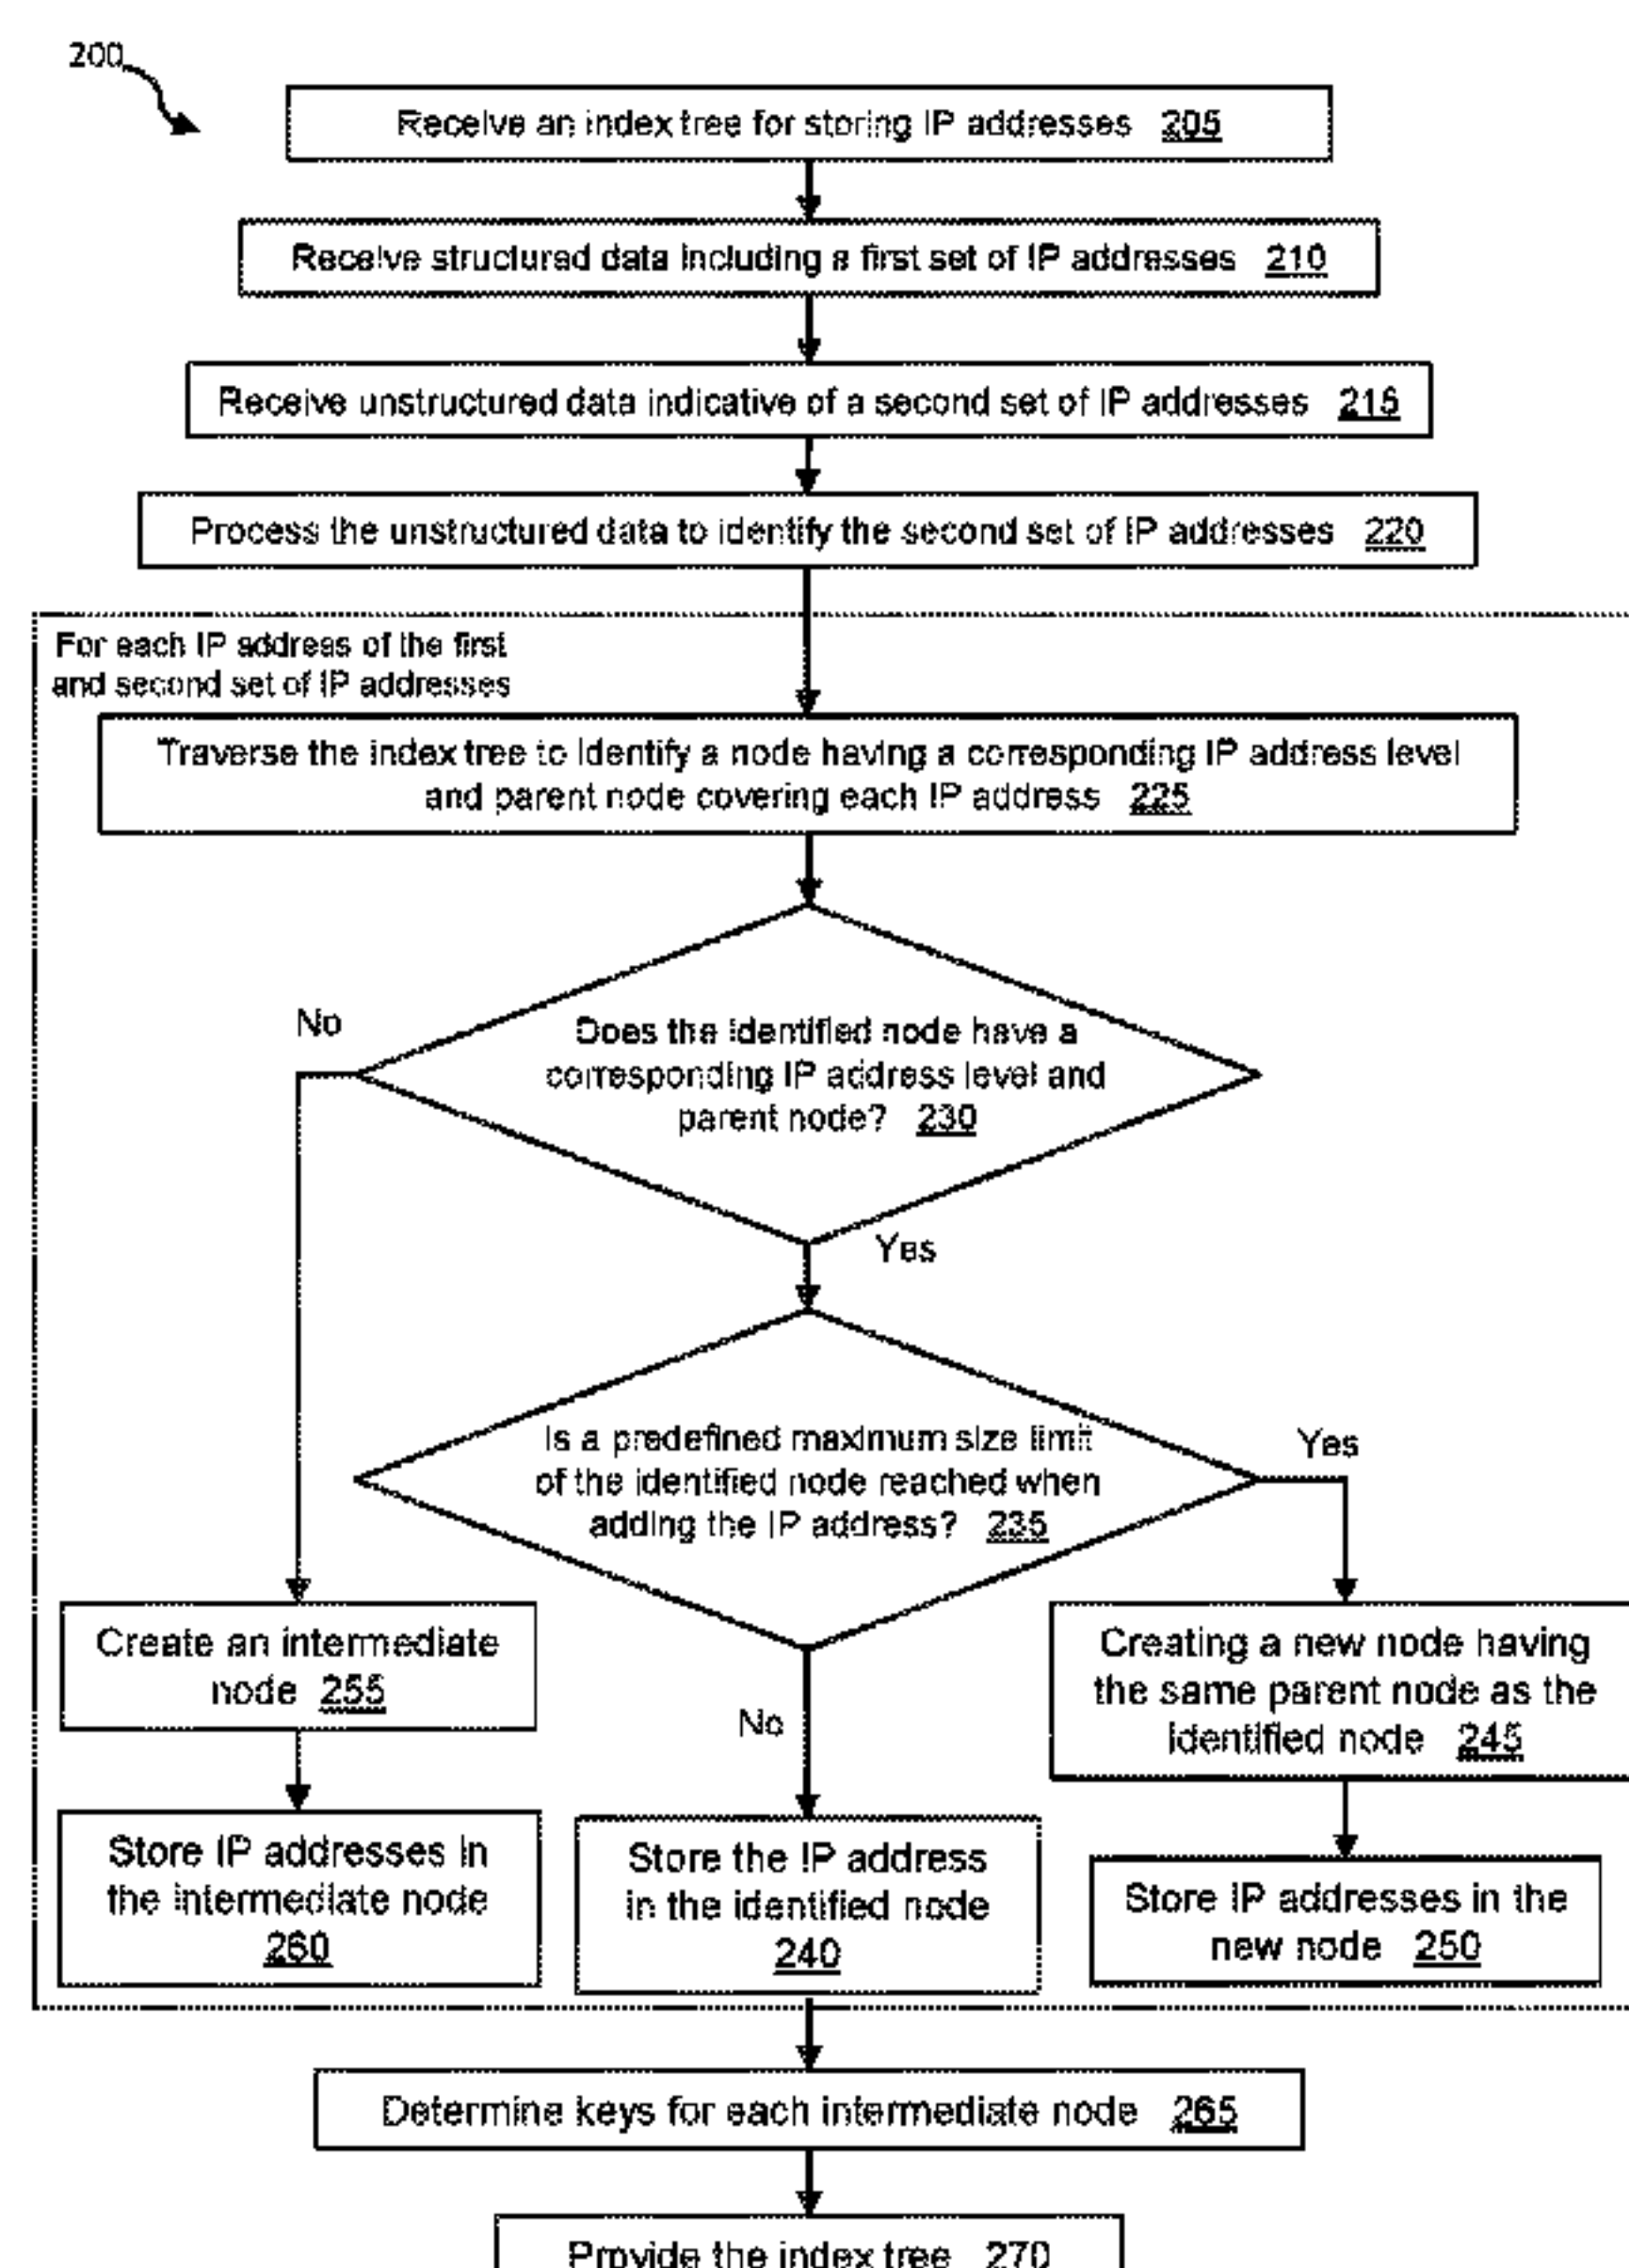 200
Receive an index tree for storing IP addresses 205
Receive structured data including a first set of IP addresses 210
Receive unstructured data indicative of a second set of IP addresses 215
Process the unstructured data to identify the second set of IP addresses 220
For each IP address of the first
and second set of IP addresses
Traverse the index tree to identify a node having a corresponding IP address level
and parent node covering each IP address 225
No
Does the identified node have a
corresponding IP address level and
parent node? 230
Yes
Is a predefined maximum size limit
of the identified node reached when
adding the IP address? 235
Yes
Create an intermediate
node 255
No
Creating a new node having
the same parent node as the
identified node 245
Store IP addresses in
the intermediate node
260
Store the IP address
in the identified node
240
Store IP addresses in the
new node 250
Determine keys for each intermediate node 265
Provide the index tree 270